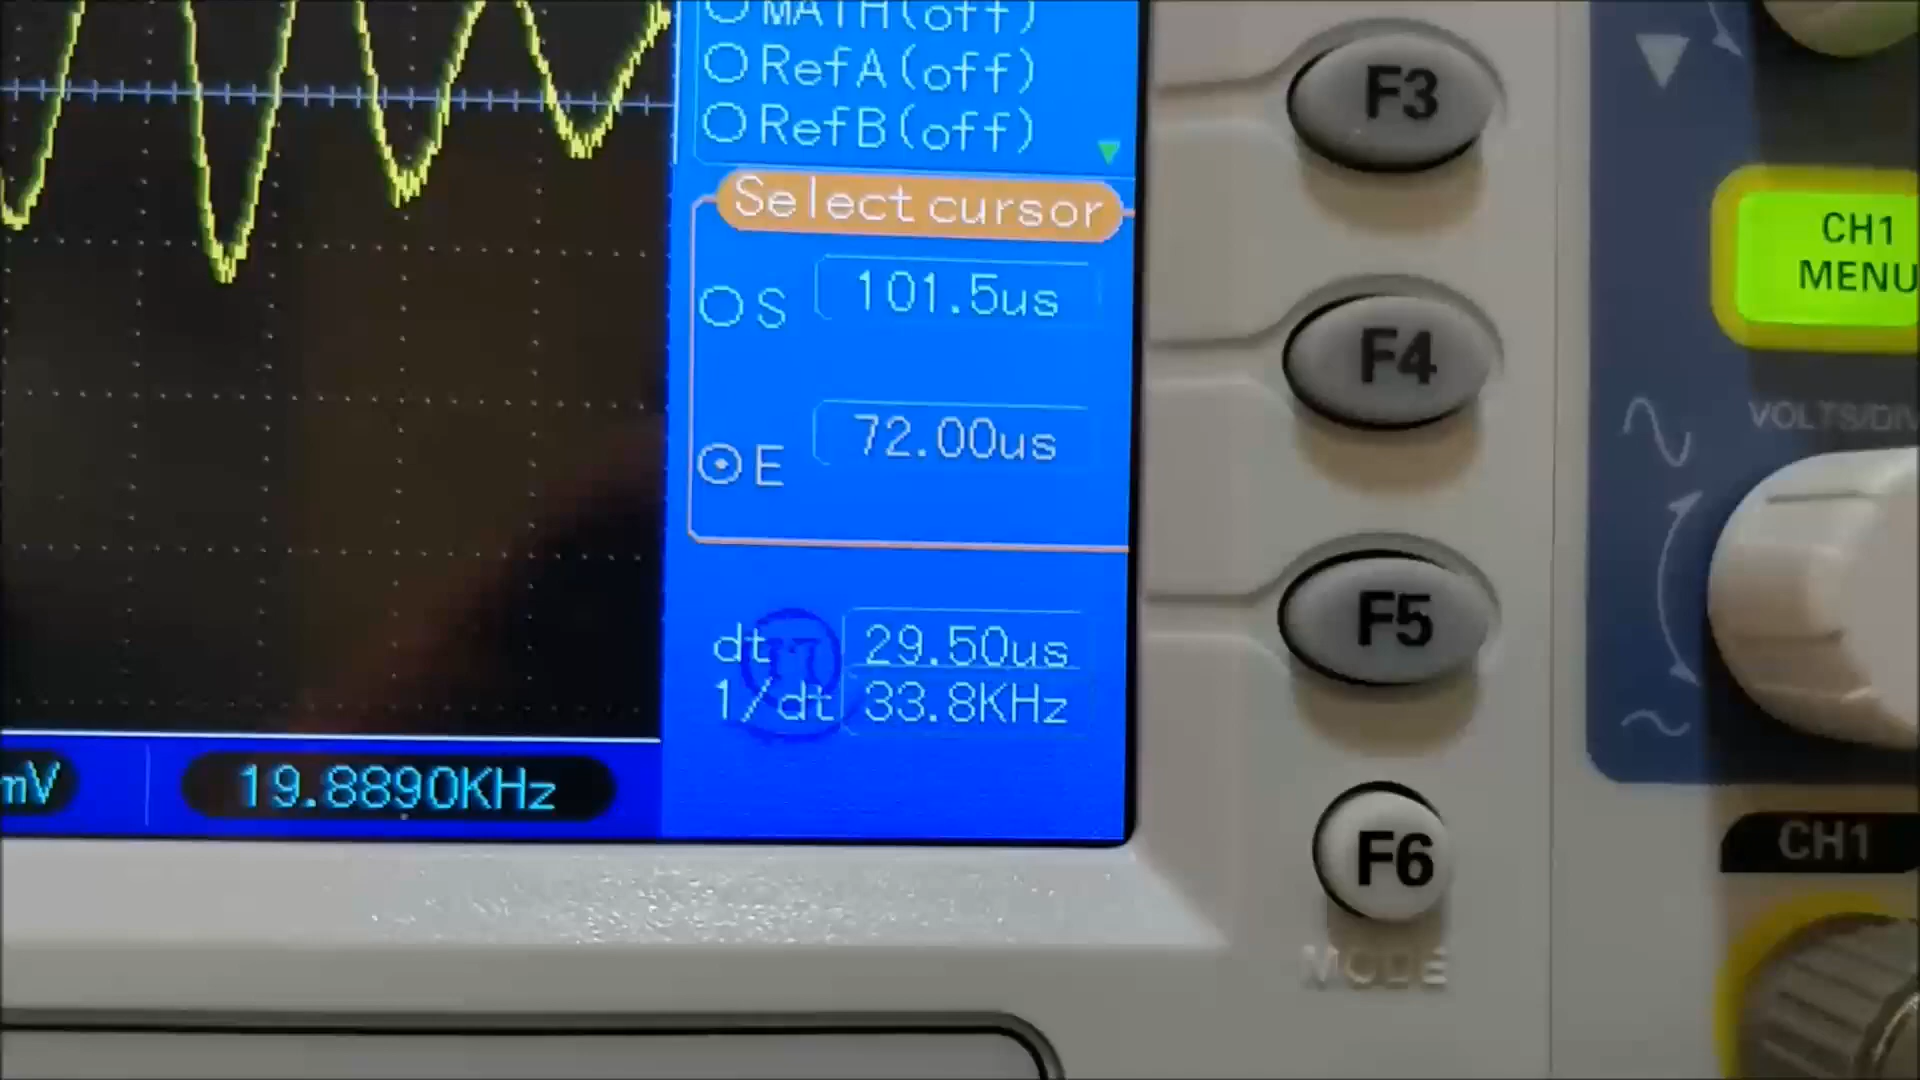 MATH(off)
RefA(off)
RefB(off)
Select cursor
S 101.5us
E 72.00us
dt 29.50us
1/dt 33.8KHz
mV 19.8890KHz
F3
F4
F5
F6
MODE
CH1
MENU
VOLTS/DIV
CH1